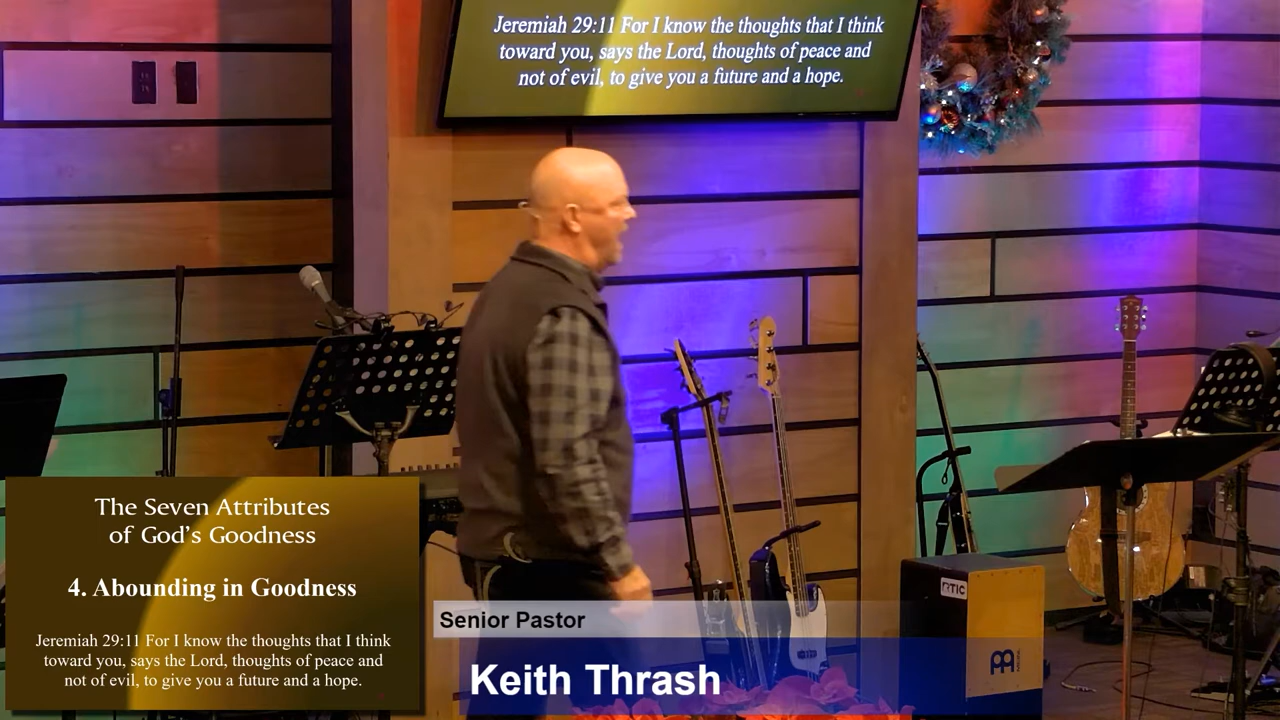 Jeremiah 29:11 For I know the thoughts that I think
toward you, says the Lord, thoughts of peace and
not of evil, to give you a future and a hope.
The Seven Attributes
of God's Goodness
4. Abounding in Goodness
Jeremiah 29:11 For I know the thoughts that I think
toward you, says the Lord, thoughts of peace and
not of evil, to give you a future and a hope.
RTIC
Senior Pastor
Keith Thrash